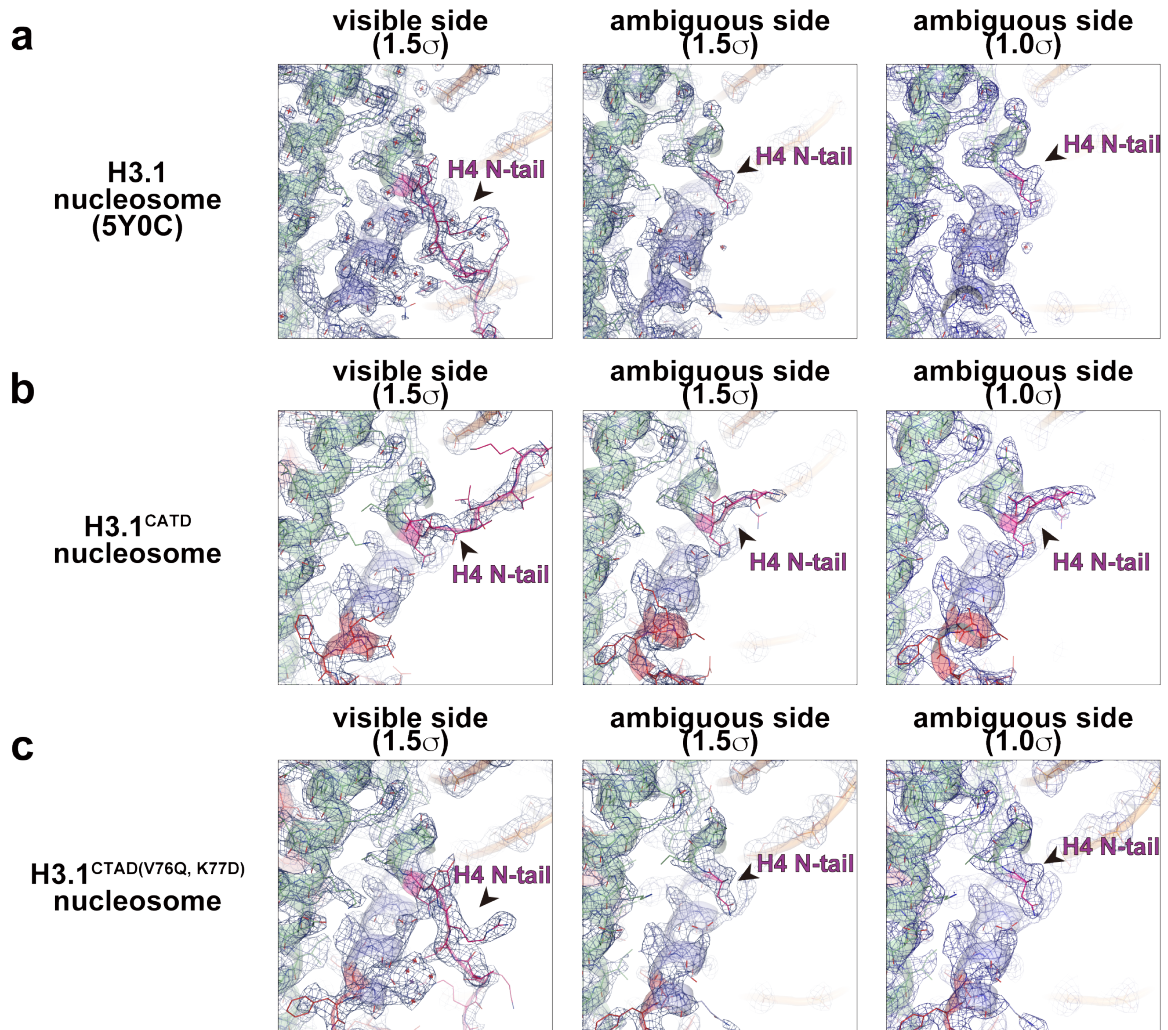 a
visible side
(1.5σ)
ambiguous side
(1.5σ)
ambiguous side
(1.0σ)
H3.1
nucleosome
(5Y0C)
H4 N-tail
H4 N-tail
H4 N-tail
b
visible side
(1.5σ)
ambiguous side
(1.5σ)
ambiguous side
(1.0σ)
H3.1CATD
nucleosome
H4 N-tail
H4 N-tail
H4 N-tail
c
visible side
(1.5σ)
ambiguous side
(1.5σ)
ambiguous side
(1.0σ)
H3.1CTAD(V76Q, K77D)
nucleosome
H4 N-tail
H4 N-tail
H4 N-tail